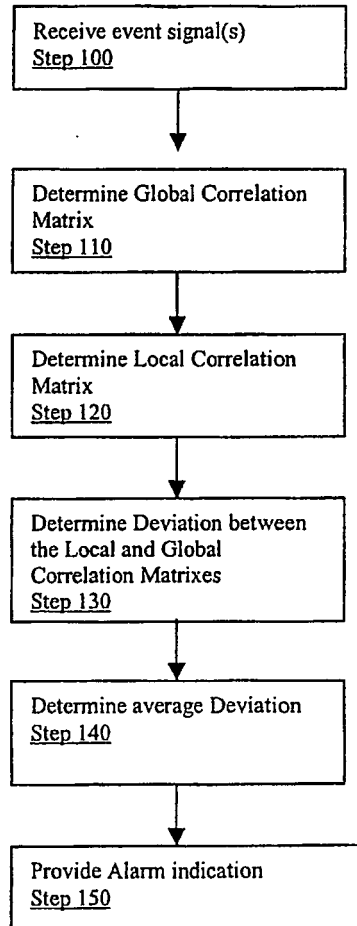 Receive event signal(s)
Step 100
Determine Global Correlation
Matrix
Step 110
Determine Local Correlation
Matrix
Step 120
Determine Deviation between
the Local and Global
Correlation Matrixes
Step 130
Determine average Deviation
Step 140
Provide Alarm indication
Step 150